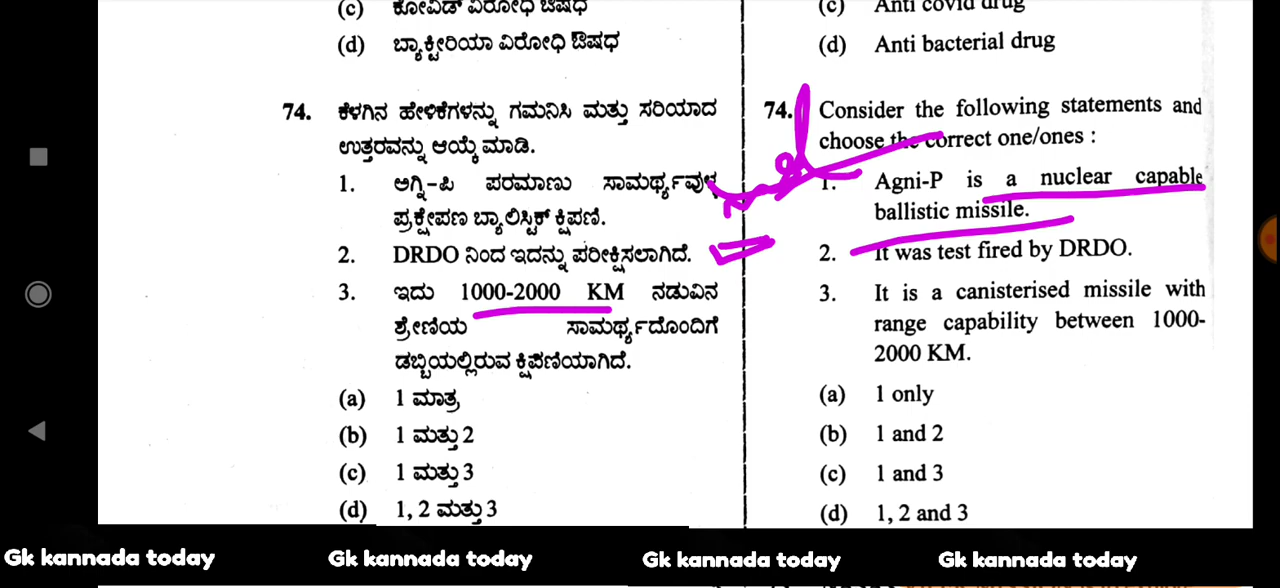 (c) ಕೋವಿಡ್ ವಿರೋಧಿ ಔಷಧ
(d) ಬ್ಯಾಕ್ಟೀರಿಯಾ ವಿರೋಧಿ ಔಷಧ
74. ಕೆಳಗಿನ ಹೇಳಿಕೆಗಳನ್ನು ಗಮನಿಸಿ ಮತ್ತು ಸರಿಯಾದ
ಉತ್ತರವನ್ನು ಆಯ್ಕೆ ಮಾಡಿ.
1. ಅಗ್ನಿ-ಪಿ ಪರಮಾಣು ಸಾಮರ್ಥ್ಯವುಳ್ಳ
ಪ್ರಕ್ಷೇಪಣ ಬ್ಯಾಲಿಸ್ಟಿಕ್ ಕ್ಷಿಪಣಿ.
2. DRDO ನಿಂದ ಇದನ್ನು ಪರೀಕ್ಷಿಸಲಾಗಿದೆ.
3. ಇದು 1000-2000 KM ನಡುವಿನ
ಶ್ರೇಣಿಯ ಸಾಮರ್ಥ್ಯದೊಂದಿಗೆ
ಡಬ್ಬಿಯಲ್ಲಿರುವ ಕ್ಷಿಪಣಿಯಾಗಿದೆ.
(a) 1 ಮಾತ್ರ
(b) 1 ಮತ್ತು 2
(c) 1 ಮತ್ತು 3
(d) 1, 2 ಮತ್ತು 3
(c) Anti covid drug
(d) Anti bacterial drug
74. Consider the following statements and
choose the correct one/ones :
1. Agni-P is a nuclear capable
ballistic missile.
2. It was test fired by DRDO.
3. It is a canisterised missile with
range capability between 1000-
2000 KM.
(a) 1 only
(b) 1 and 2
(c) 1 and 3
(d) 1, 2 and 3
Gk kannada today Gk kannada today Gk kannada today Gk kannada today